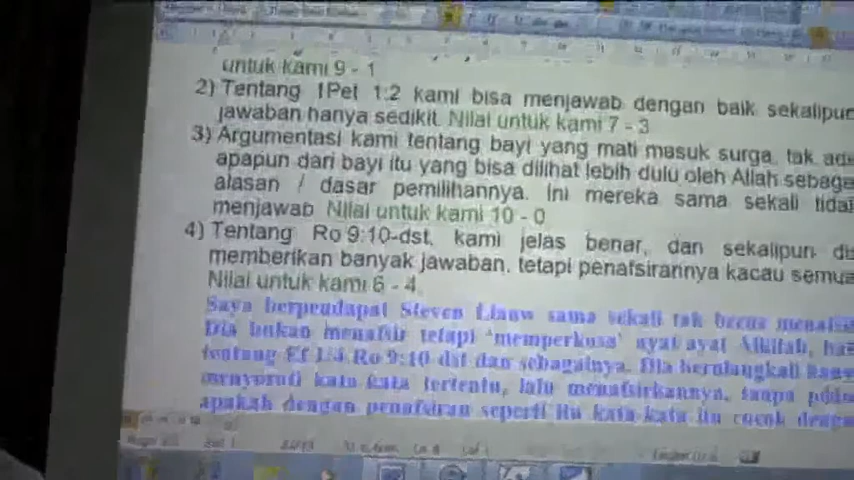 untuk kami 9 - 1
2) Tentang 1Pet 1:2 kami bisa menjawab dengan baik sekalipun
jawaban hanya sedikit. Nilai untuk kami 7 - 3
3) Argumentasi kami tentang bayi yang mati masuk surga, tak ada
apapun dari bayi itu yang bisa dilihat lebih dulu oleh Allah sebaga
alasan / dasar pemilihannya. Ini mereka sama sekali tidal
menjawab Nilai untuk kami 10 - 0
4) Tentang Ro 9:10-dst, kami jelas benar, dan sekalipun di
memberikan banyak jawaban, tetapi penafsirannya kacau semua
Nilai untuk kami 6 - 4.
Saya berpendapat Steven Liauw sama sekali tak becus menafsi
Dia bukan menafsir tetapi 'memperkosa' ayat ayat Alkitab, ba
tentang Ef 1:4 Ro 9:10 dst dan sebagainya. Dia berulangkali hany
menyoroti kata kata tertentu, lalu menafsirkannya, tanpa
apakah dengan penafsiran seperti itu kata kata itu cocok denga